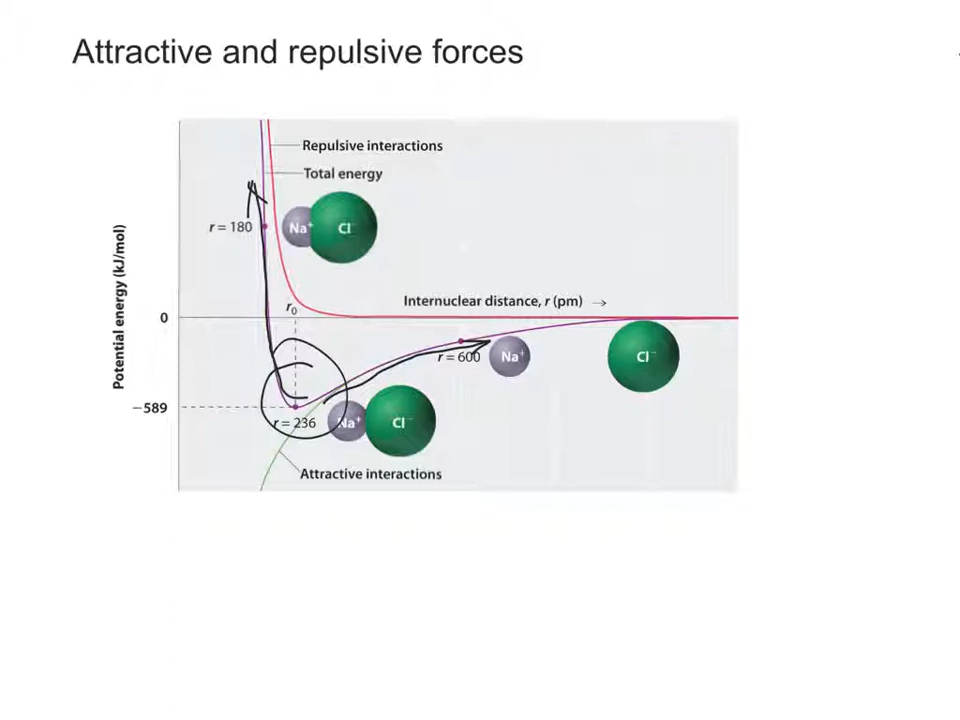 Attractive and repulsive forces
Repulsive interactions
Total energy
r = 180
Na⁺
Cl⁻
Potential energy (kJ/mol)
r₀
Internuclear distance, r (pm) →
0
r = 600
Na⁺
Cl⁻
−589
r = 236
Na⁺
Cl⁻
Attractive interactions